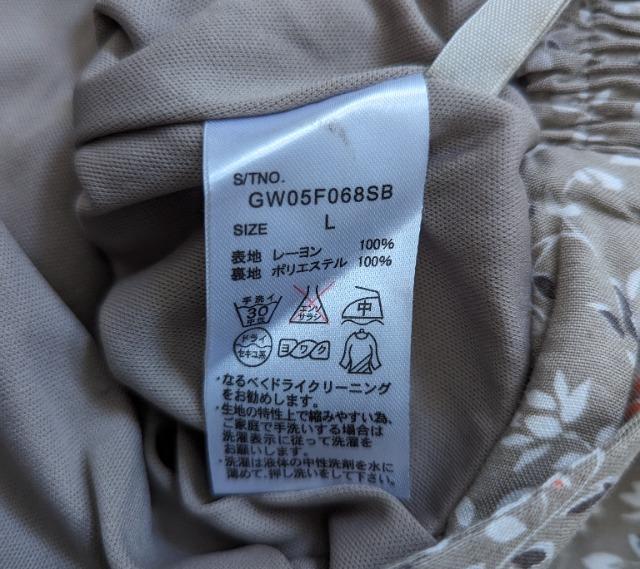 S/TNO.
GW05F068SB
SIZE L
表地 レーヨン 100%
裏地 ポリエステル 100%
手洗イ
30
中性
エンソ
サラシ
中
ドライ
セキユ系
ヨワク
・なるべくドライクリーニング
をお勧めします。
・生地の特性上で縮みやすい為、
ご家庭で手洗いする場合は
洗濯表示に従って洗濯を
お願い致します。
・洗濯は液体の中性洗剤を水に
薄めて、押し洗いをして下さい。